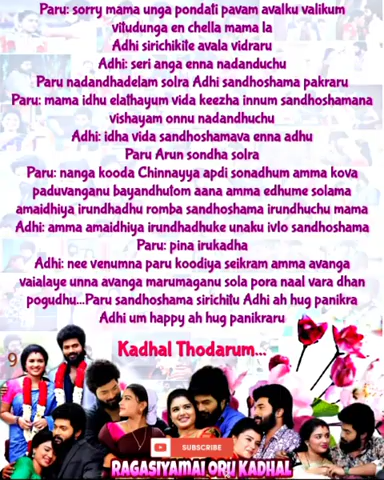 Paru: sorry mama unga pondati pavam avalku valikum
vitudunga en chella mama la
Adhi sirichikite avala vidraru
Adhi: seri anga enna nadanduchu
Paru nadandhadelam solra Adhi sandhoshama pakraru
Paru: mama idhu elathayum vida keezha innum sandhoshamana
vishayam onnu nadandhuchu
Adhi: idha vida sandhoshamava enna adhu
Paru Arun sondha solra
Paru: nanga kooda Chinnayya apdi sonadhum amma kova
paduvanganu bayandhutom aana amma edhume solama
amaidhiya irundhadhu romba sandhoshama irundhuchu mama
Adhi: amma amaidhiya irundhadhuke unaku ivlo sandhoshama
Paru: pina irukadha
Adhi: nee venumna paru koodiya seikram amma avanga
vaialaye unna avanga marumaganu sola pora naal vara dhan
pogudhu...Paru sandhoshama sirichitu Adhi ah hug panikra
Adhi um happy ah hug panikraru
Kadhal Thodarum...
SUBSCRIBE
RAGASIYAMAI ORU KADHAL